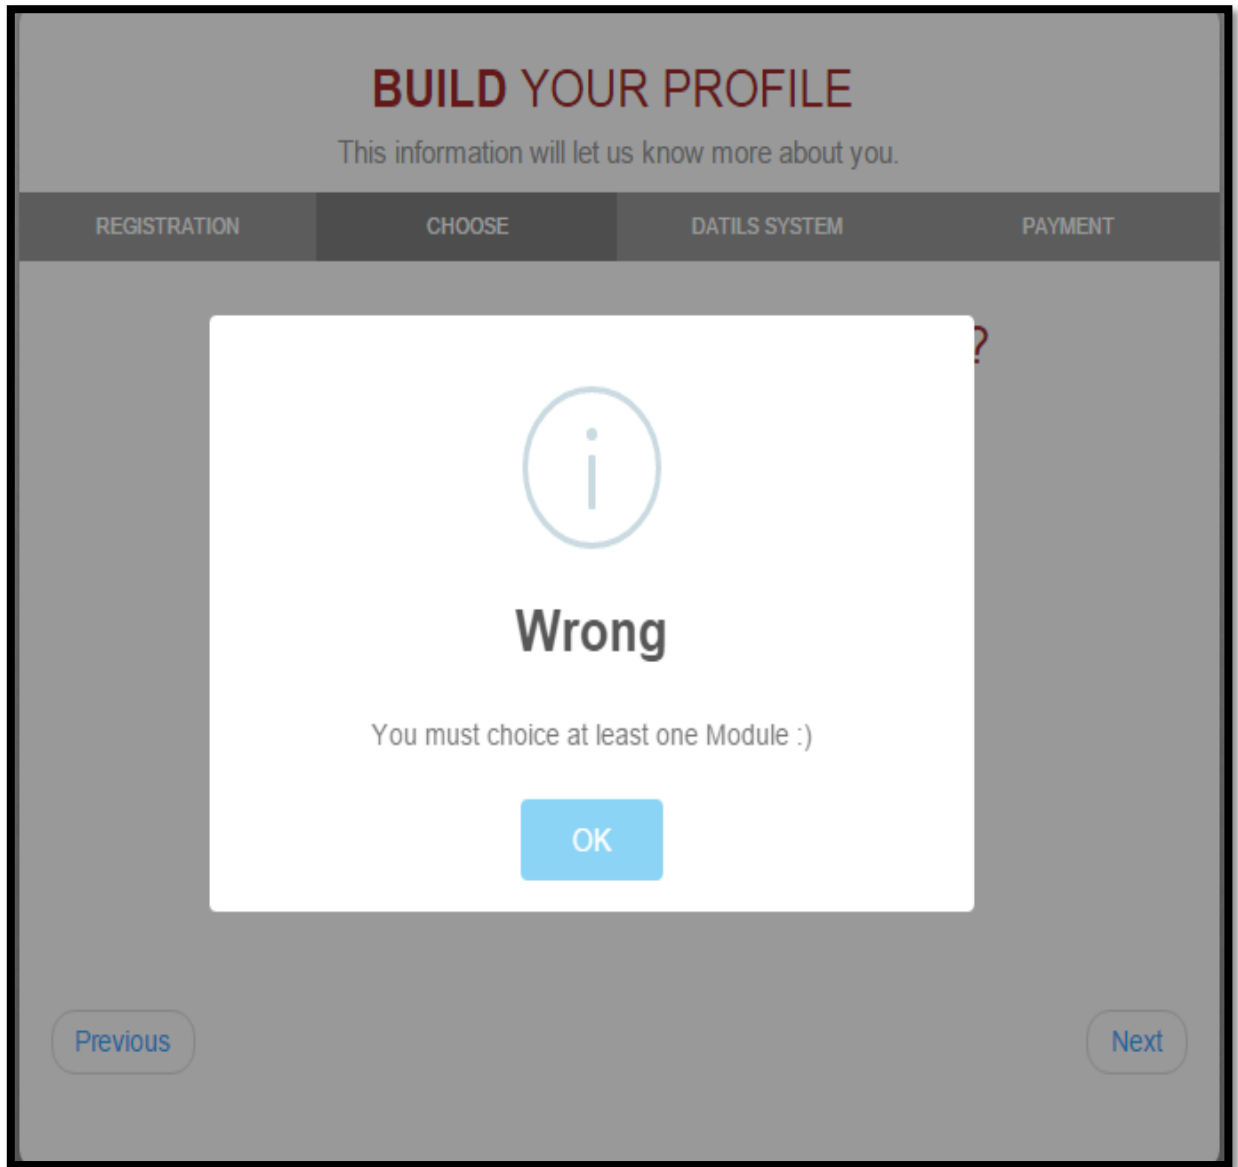 BUILD YOUR PROFILE
This information will let us know more about you.
REGISTRATION CHOOSE DATILS SYSTEM PAYMENT
?
i
Wrong
You must choice at least one Module :)
OK
Previous Next